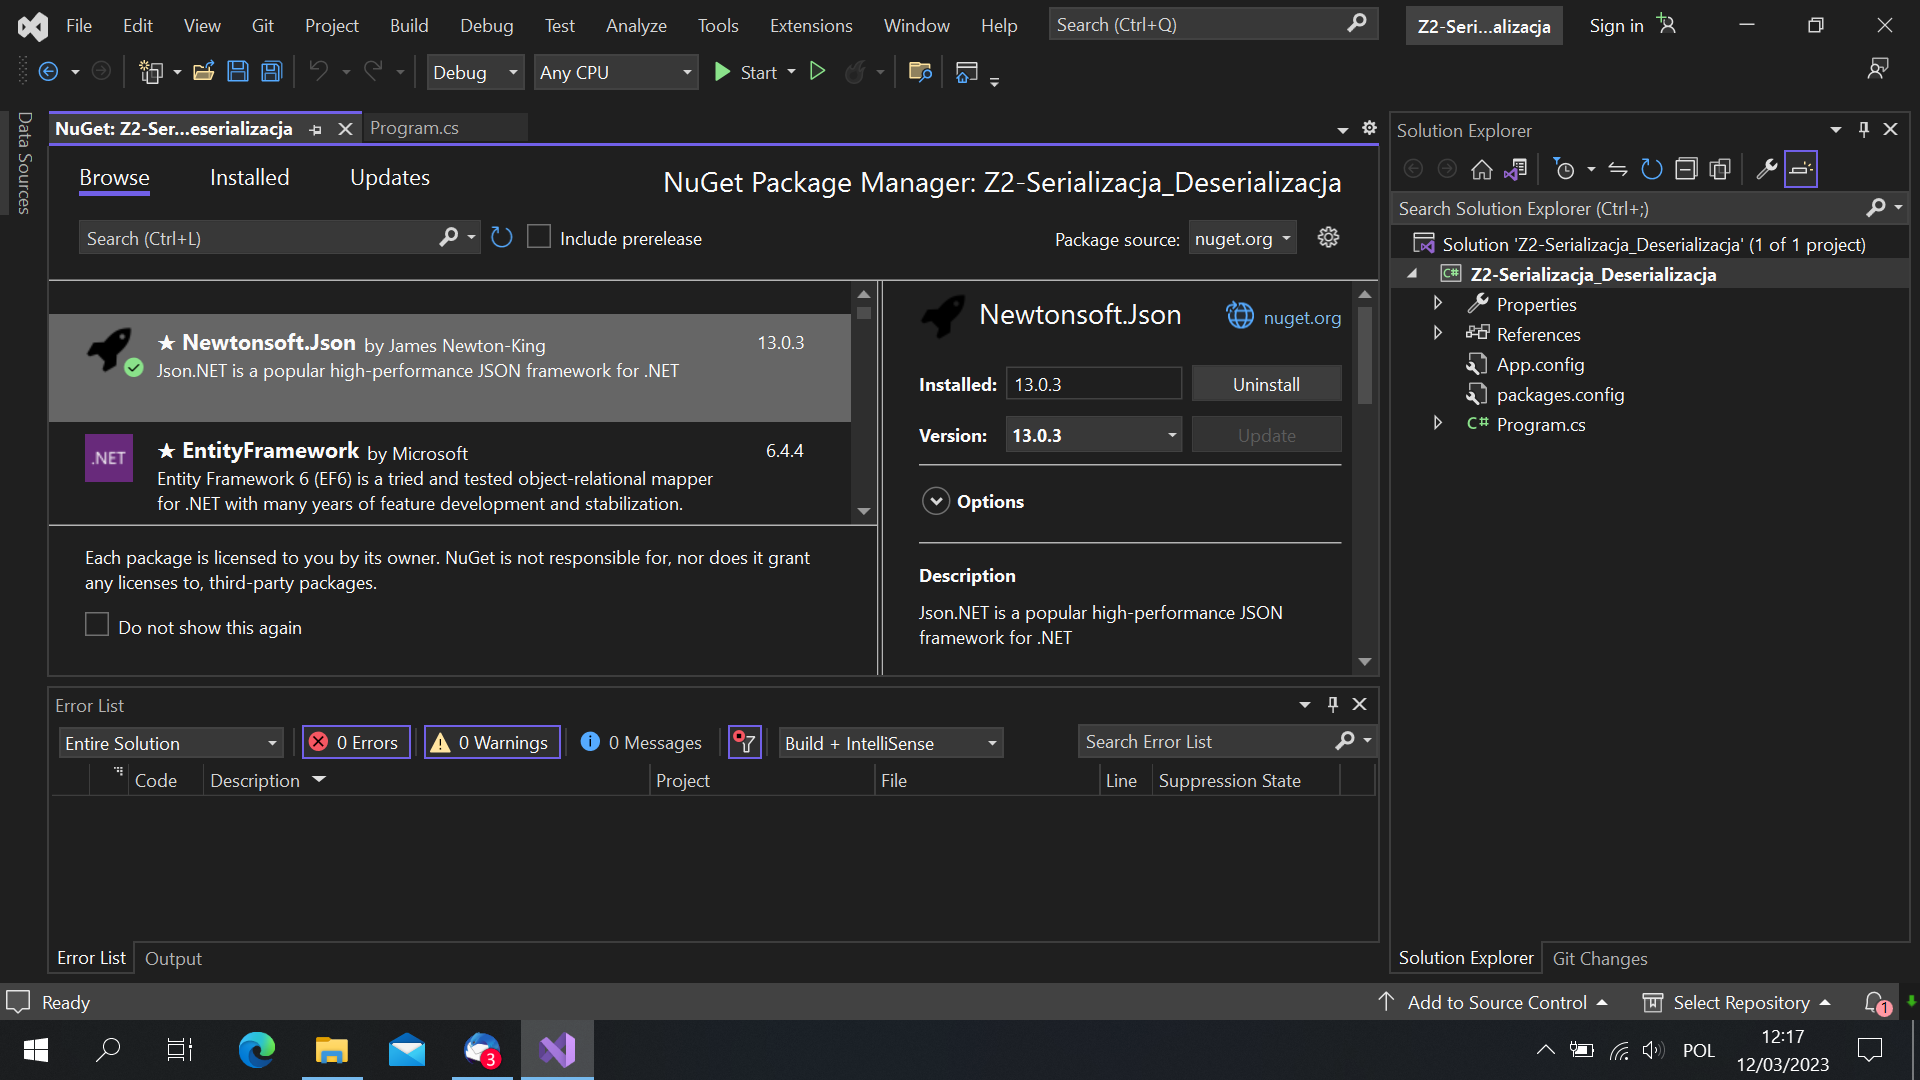 File Edit View Git Project Build Debug Test Analyze Tools Extensions Window Help Search (Ctrl+Q) Z2-Seri...alizacja Sign in
Debug Any CPU Start
Data Sources
NuGet: Z2-Ser...eserializacja Program.cs
Browse Installed Updates
NuGet Package Manager: Z2-Serializacja_Deserializacja
Search (Ctrl+L) Include prerelease Package source: nuget.org
Newtonsoft.Json by James Newton-King 13.0.3
Json.NET is a popular high-performance JSON framework for .NET
.NET
EntityFramework by Microsoft 6.4.4
Entity Framework 6 (EF6) is a tried and tested object-relational mapper
for .NET with many years of feature development and stabilization.
Each package is licensed to you by its owner. NuGet is not responsible for, nor does it grant
any licenses to, third-party packages.
Do not show this again
Newtonsoft.Json nuget.org
Installed: 13.0.3 Uninstall
Version: 13.0.3 Update
Options
Description
Json.NET is a popular high-performance JSON
framework for .NET
Solution Explorer
Search Solution Explorer (Ctrl+;)
Solution 'Z2-Serializacja_Deserializacja' (1 of 1 project)
C# Z2-Serializacja_Deserializacja
Properties
References
App.config
packages.config
C# Program.cs
Error List
Entire Solution 0 Errors 0 Warnings 0 Messages Build + IntelliSense Search Error List
Code Description Project File Line Suppression State
Error List Output
Solution Explorer Git Changes
Ready Add to Source Control Select Repository 1
3
POL
12:17
12/03/2023